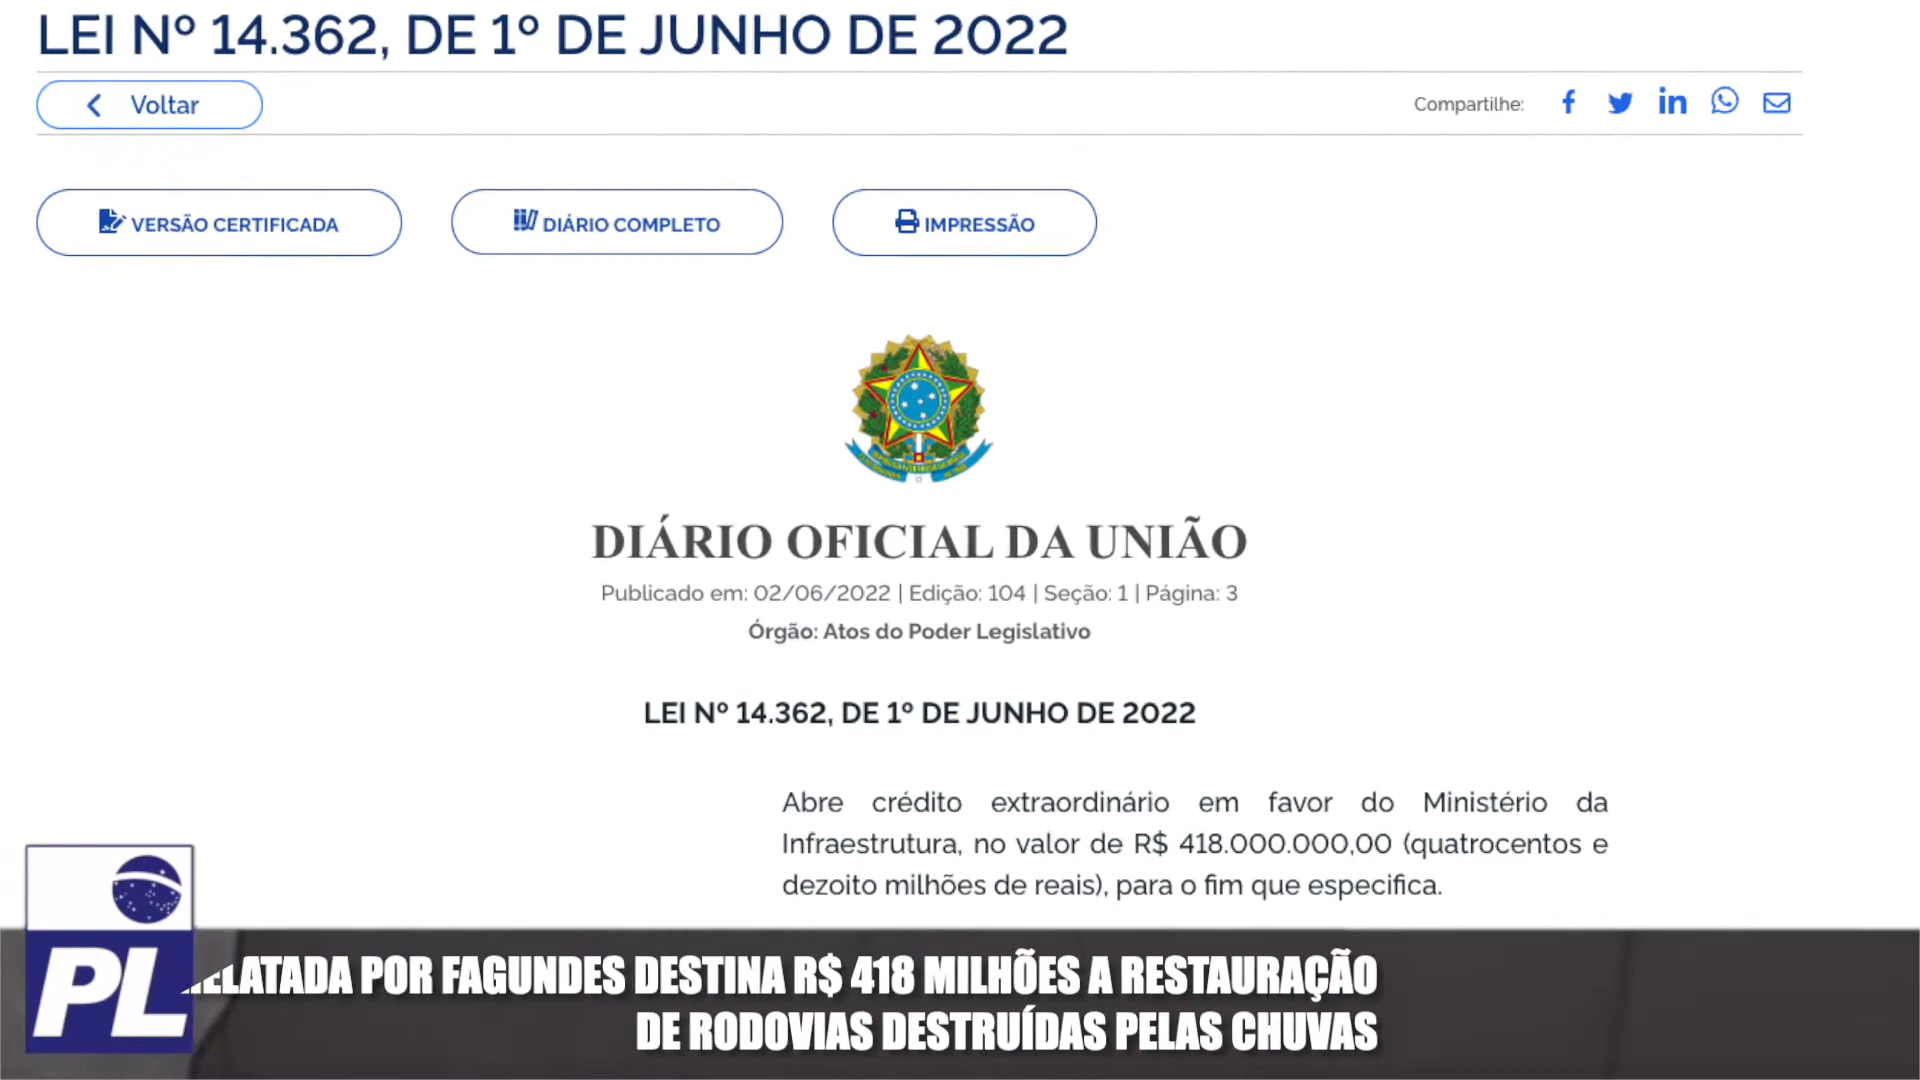 LEI Nº 14.362, DE 1º DE JUNHO DE 2022
Voltar
Compartilhe:
VERSÃO CERTIFICADA
DIÁRIO COMPLETO
IMPRESSÃO
DIÁRIO OFICIAL DA UNIÃO
Publicado em: 02/06/2022 | Edição: 104 | Seção: 1 | Página: 3
Órgão: Atos do Poder Legislativo
LEI Nº 14.362, DE 1º DE JUNHO DE 2022
Abre crédito extraordinário em favor do Ministério da
Infraestrutura, no valor de R$ 418.000.000,00 (quatrocentos e
dezoito milhões de reais), para o fim que especifica.
PL
POR FAGUNDES DESTINA R$ 418 MILHÕES A RESTAURAÇÃO
DE RODOVIAS DESTRUÍDAS PELAS CHUVAS